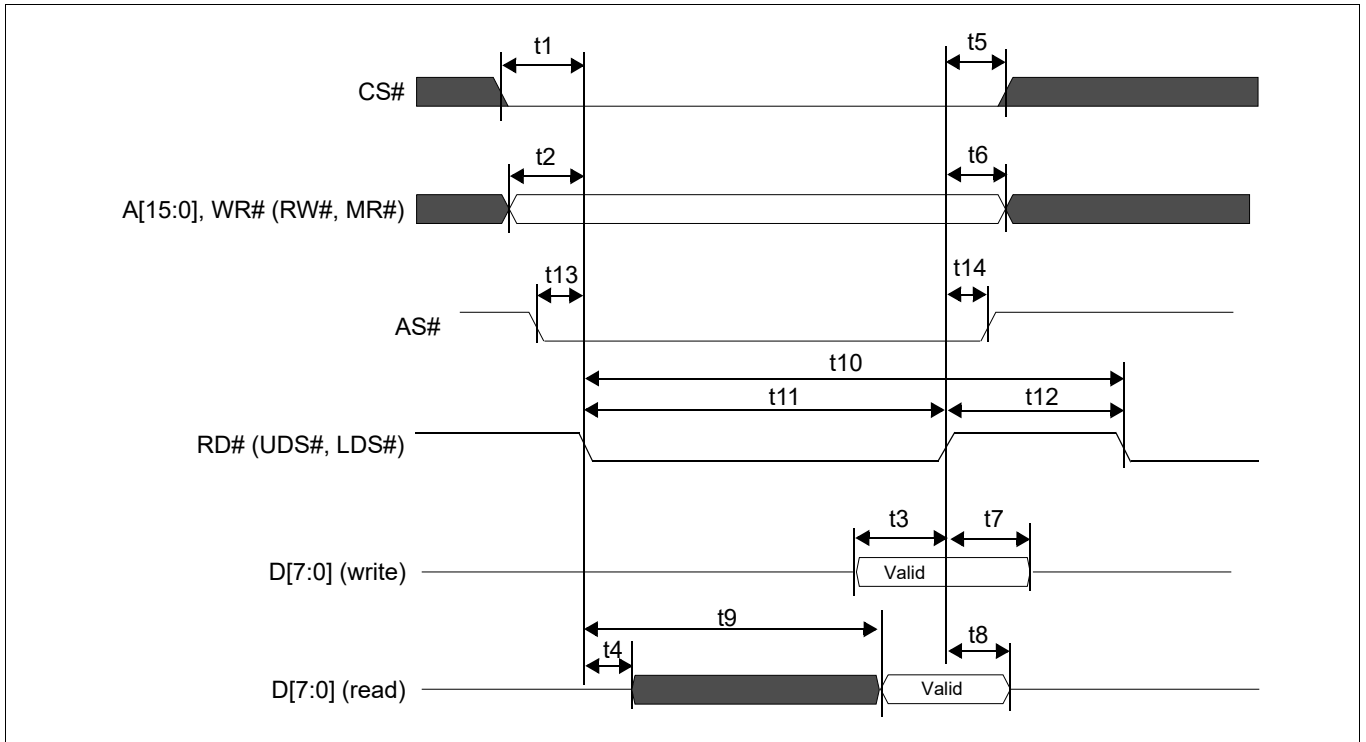 t1 t5
CS#
t2 t6
A[15:0], WR# (RW#, MR#)
t13 t14
AS#
t10
t11 t12
RD# (UDS#, LDS#)
t3 t7
D[7:0] (write) Valid
t9
t4 t8
D[7:0] (read) Valid